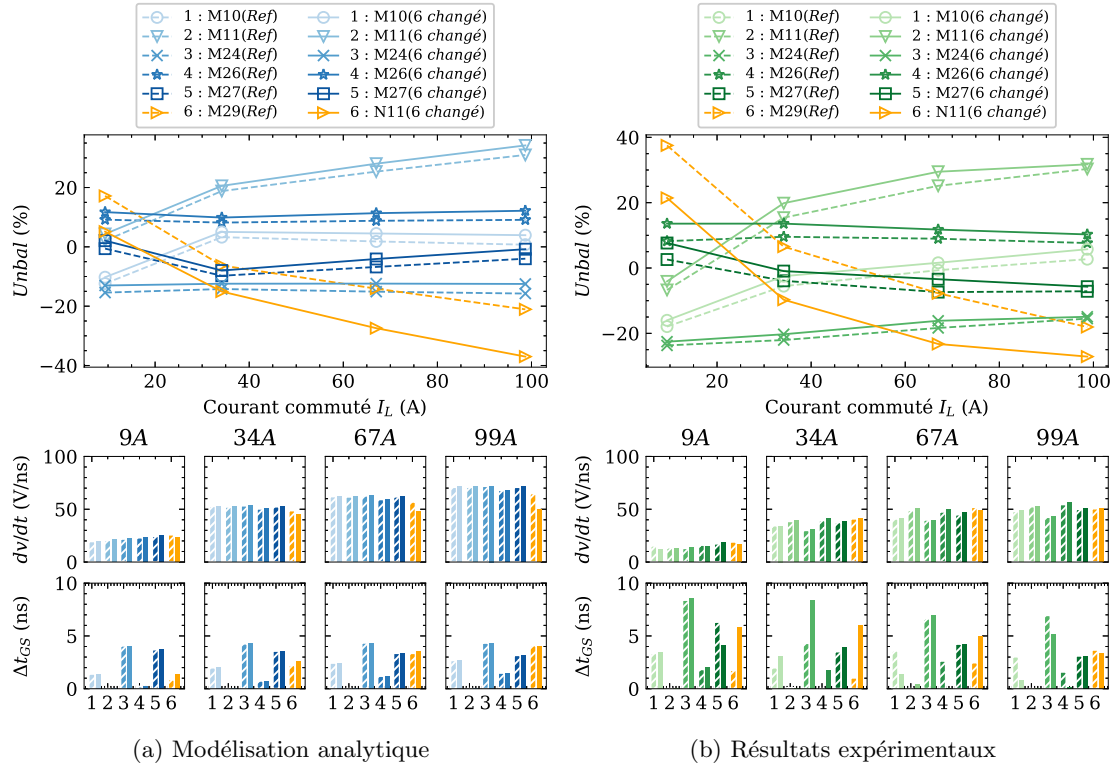 1 : M10(Ref) 1 : M10(6 changé)
2 : M11(Ref) 2 : M11(6 changé)
3 : M24(Ref) 3 : M24(6 changé)
4 : M26(Ref) 4 : M26(6 changé)
5 : M27(Ref) 5 : M27(6 changé)
6 : M29(Ref) 6 : N11(6 changé)
Unbal (%)
20
0
−20
−40
20 40 60 80 100
Courant commuté I_L (A)
9A 34A 67A 99A
dv/dt (V/ns)
100
50
0
Δt_GS (ns)
10
5
0
1 2 3 4 5 6 1 2 3 4 5 6 1 2 3 4 5 6 1 2 3 4 5 6
(a) Modélisation analytique
1 : M10(Ref) 1 : M10(6 changé)
2 : M11(Ref) 2 : M11(6 changé)
3 : M24(Ref) 3 : M24(6 changé)
4 : M26(Ref) 4 : M26(6 changé)
5 : M27(Ref) 5 : M27(6 changé)
6 : M29(Ref) 6 : N11(6 changé)
Unbal (%)
40
20
0
−20
20 40 60 80 100
Courant commuté I_L (A)
9A 34A 67A 99A
dv/dt (V/ns)
100
50
0
Δt_GS (ns)
10
5
0
1 2 3 4 5 6 1 2 3 4 5 6 1 2 3 4 5 6 1 2 3 4 5 6
(b) Résultats expérimentaux